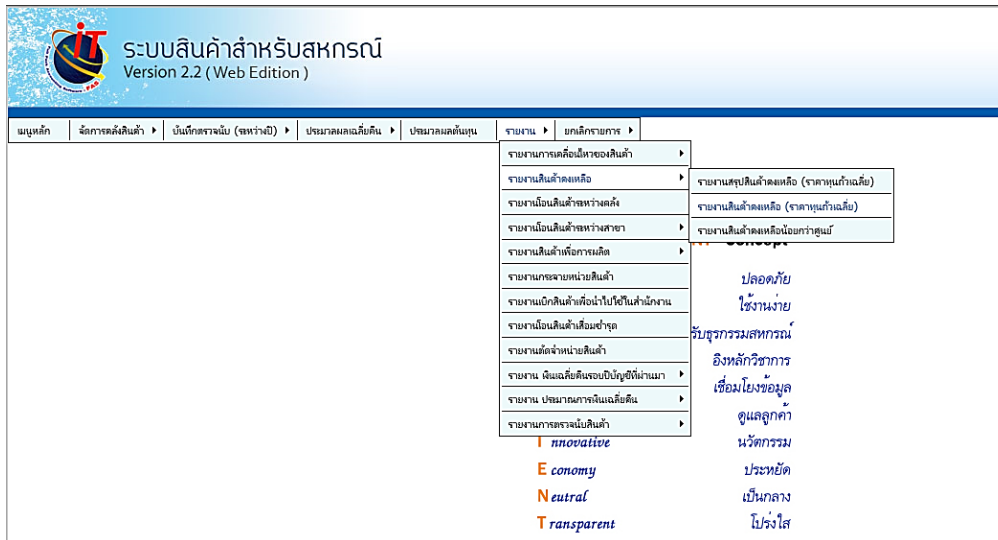 iT
ระบบสินค้าสำหรับสหกรณ์
Version 2.2 ( Web Edition )
เมนูหลัก จัดการคลังสินค้า บันทึกตรวจนับ (ระหว่างปี) ประมวลผลเฉลี่ยคืน ประมวลผลต้นทุน รายงาน ยกเลิกรายการ
รายงานการเคลื่อนไหวของสินค้า
รายงานสินค้าคงเหลือ
รายงานสรุปสินค้าคงเหลือ (ราคาทุนถัวเฉลี่ย)
รายงานสินค้าคงเหลือ (ราคาทุนถัวเฉลี่ย)
รายงานสินค้าคงเหลือน้อยกว่าศูนย์
รายงานโอนสินค้าระหว่างคลัง
รายงานโอนสินค้าระหว่างสาขา
รายงานสินค้าเพื่อการผลิต
รายงานกระจายหน่วยสินค้า
รายงานเบิกสินค้าเพื่อนำไปใช้ในสำนักงาน
รายงานโอนสินค้าเสื่อมชำรุด
รายงานตัดจำหน่ายสินค้า
รายงาน เงินเฉลี่ยคืนรอบปีบัญชีที่ผ่านมา
รายงาน ประมาณการเงินเฉลี่ยคืน
รายงานการตรวจนับสินค้า
Concept
ปลอดภัย
ใช้งานง่าย
รับธุรกรรมสหกรณ์
อิงหลักวิชาการ
เชื่อมโยงข้อมูล
ดูแลลูกค้า
I nnovative นวัตกรรม
E conomy ประหยัด
N eutral เป็นกลาง
T ransparent โปร่งใส